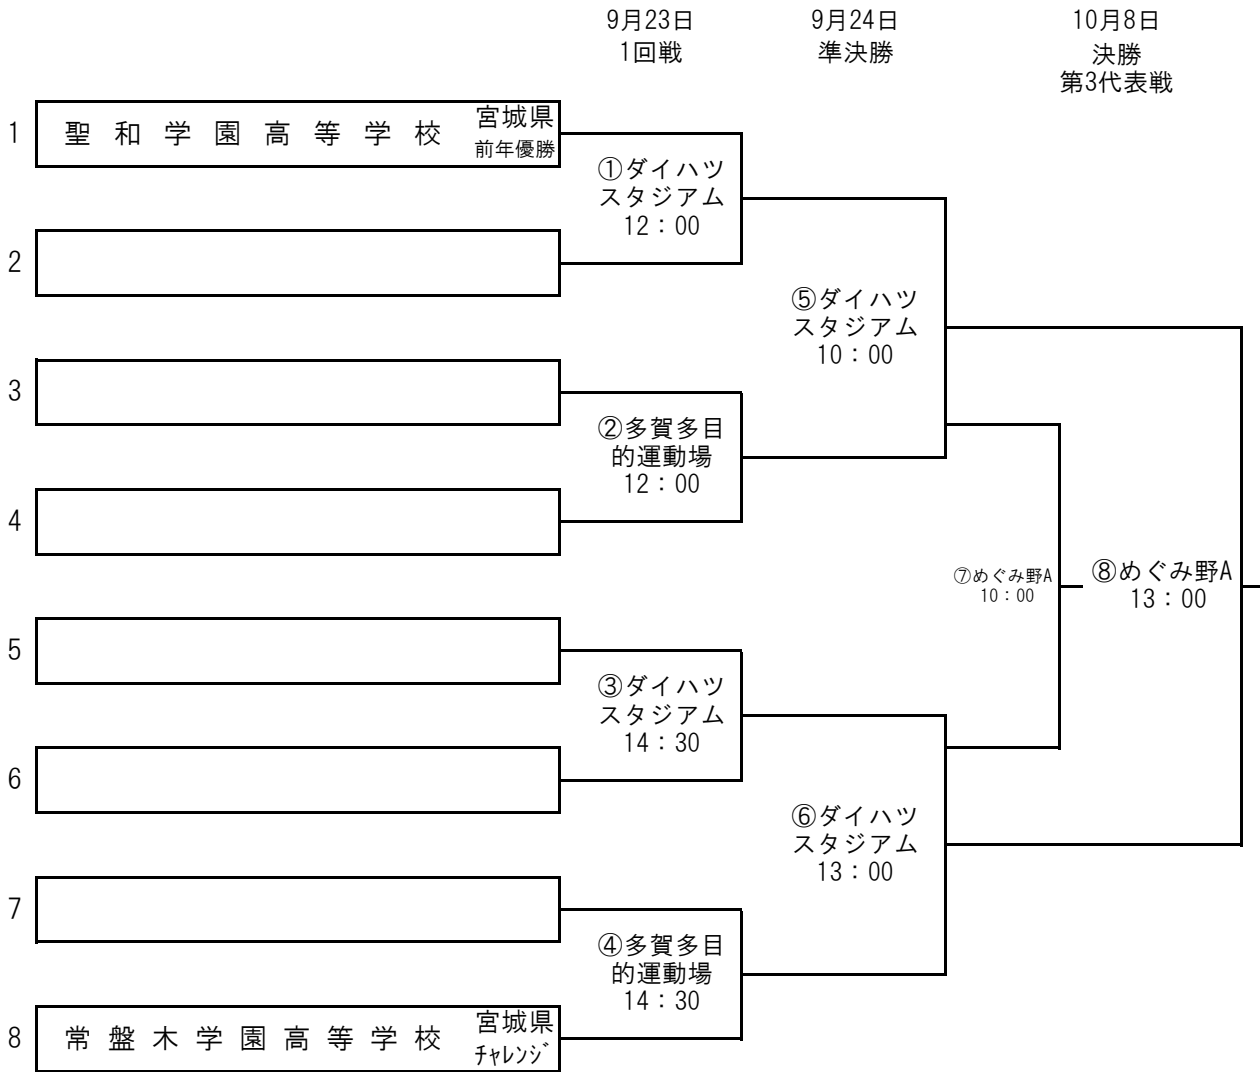 9月23日
1回戦
9月24日
準決勝
10月8日
決勝
第3代表戦
1
聖和学園高等学校
宮城県
前年優勝
①ダイハツ
スタジアム
12：00
2
⑤ダイハツ
スタジアム
10：00
3
②多賀多目
的運動場
12：00
4
⑦めぐみ野A
10：00
⑧めぐみ野A
13：00
5
③ダイハツ
スタジアム
14：30
6
⑥ダイハツ
スタジアム
13：00
7
④多賀多目
的運動場
14：30
8
常盤木学園高等学校
宮城県
ﾁｬﾚﾝｼﾞ